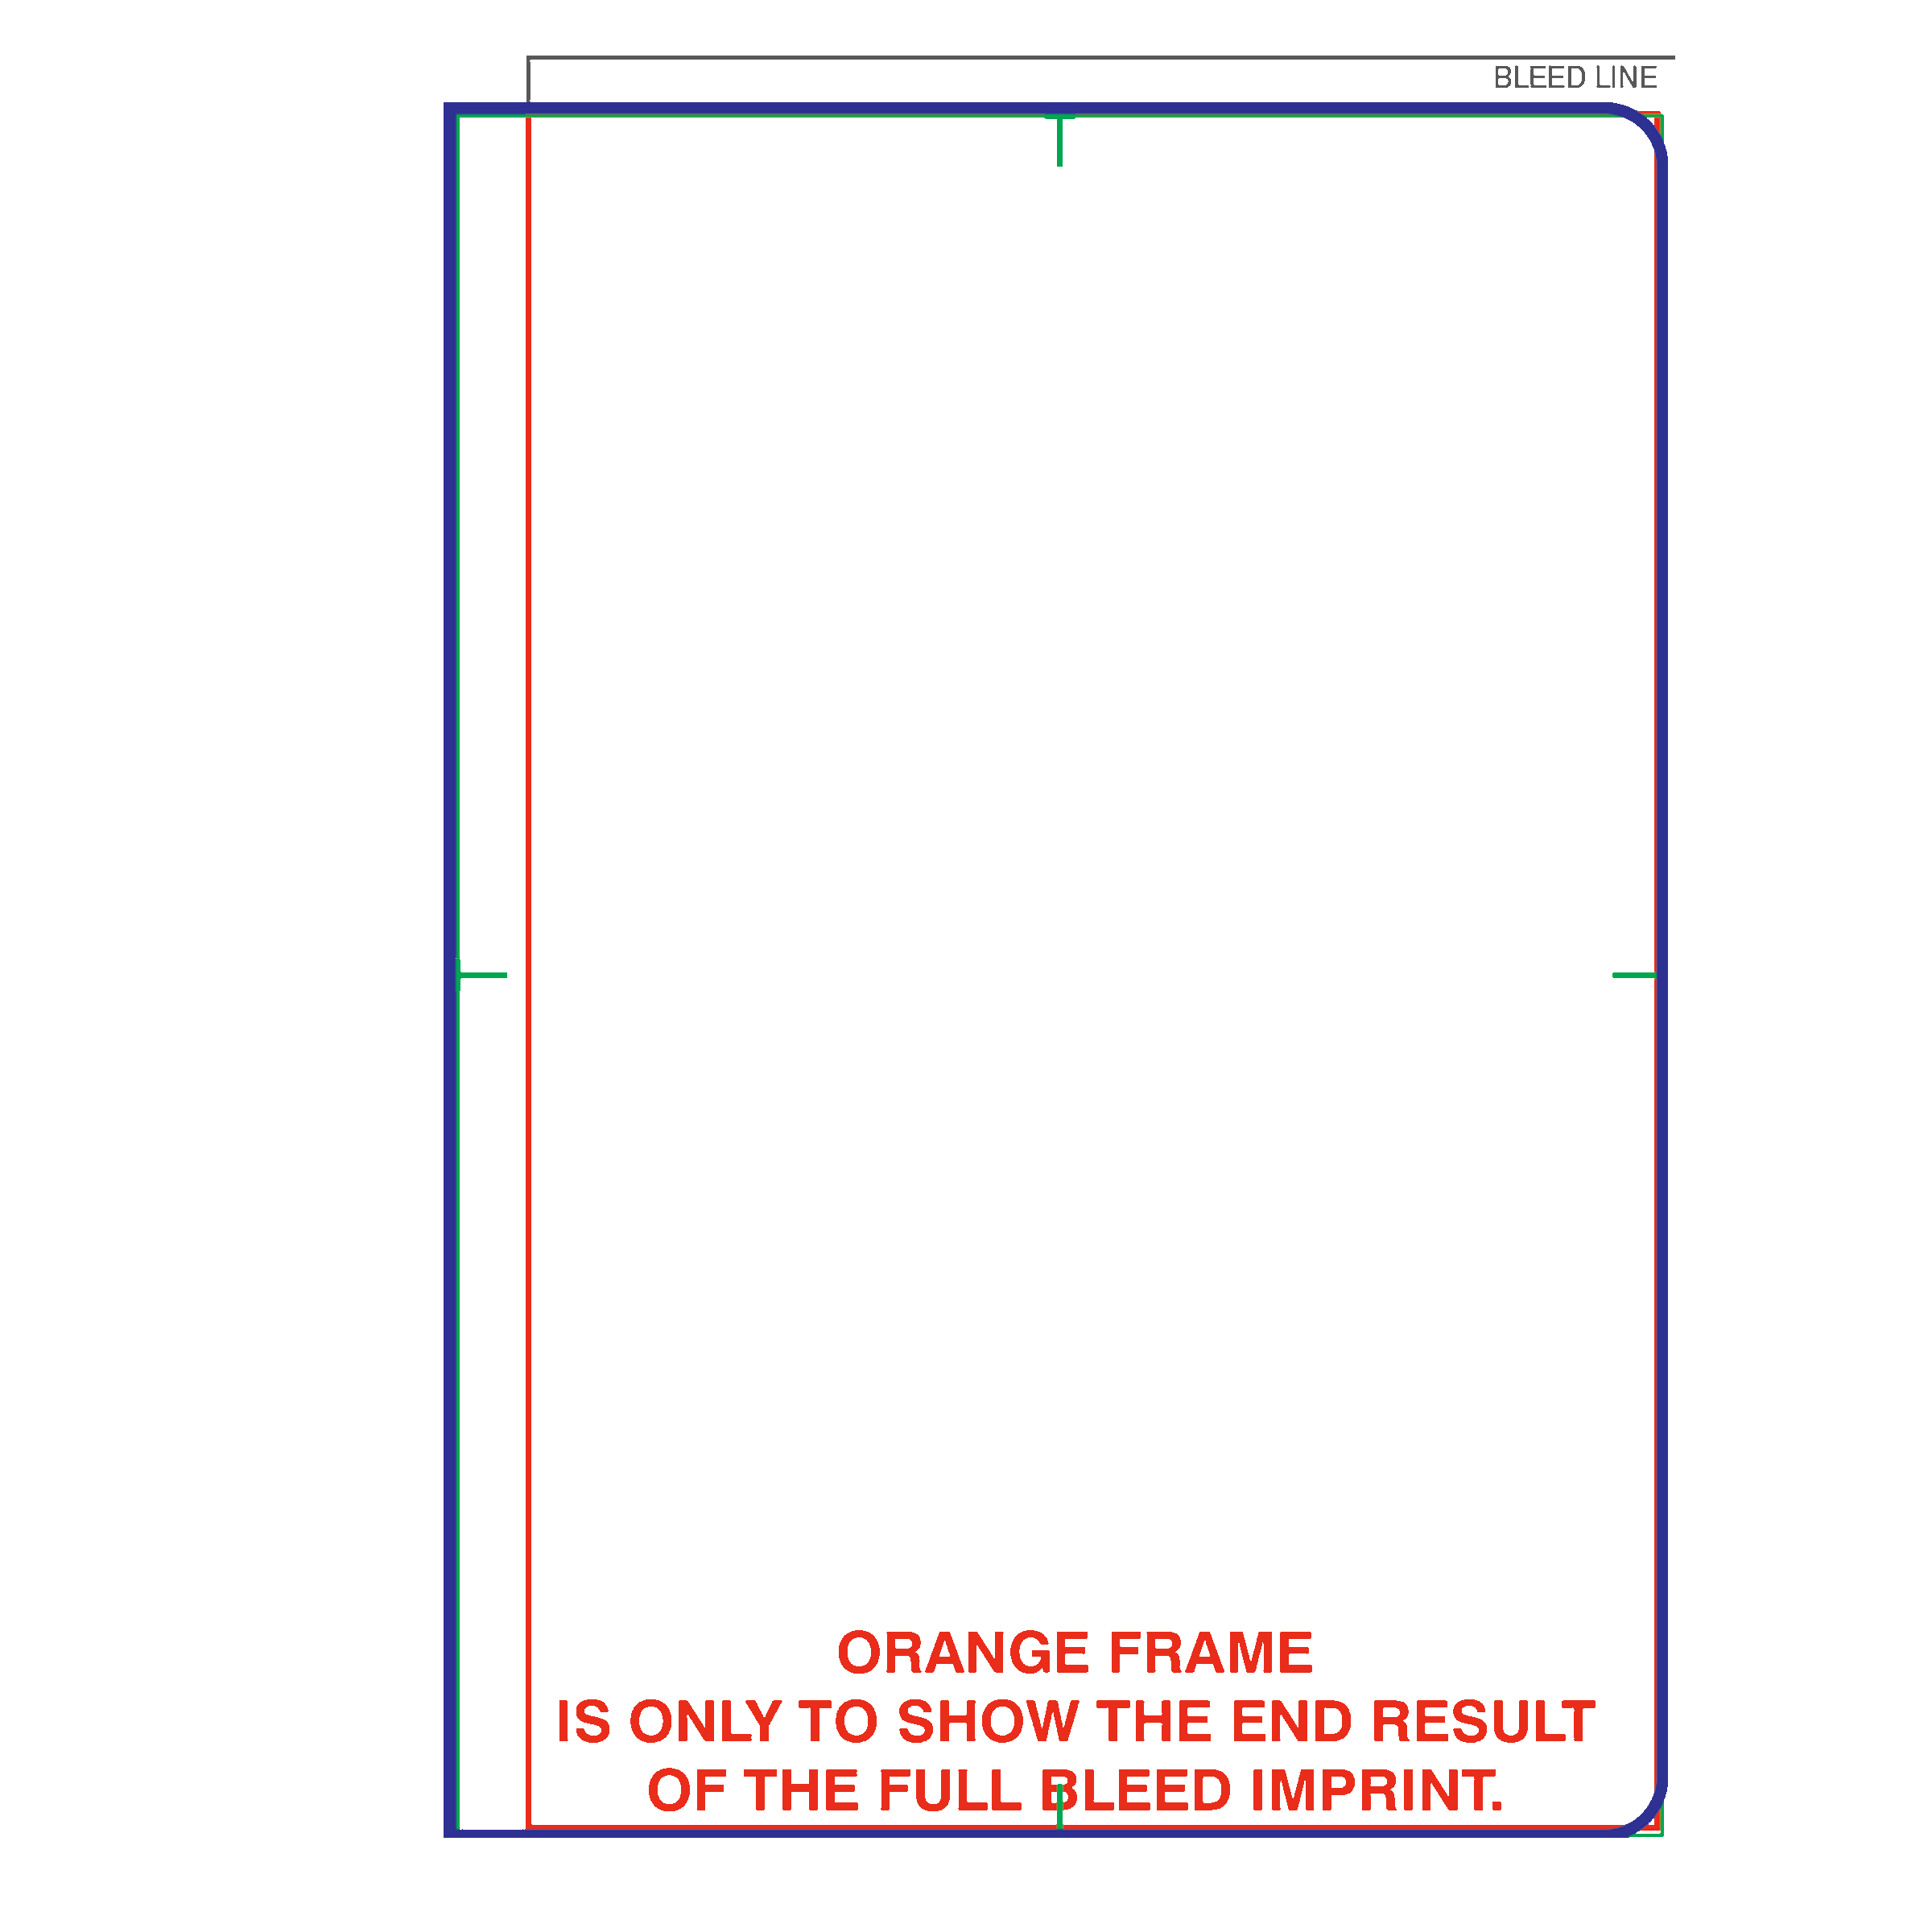 BLEED LINE
ORANGE FRAME
IS ONLY TO SHOW THE END RESULT
OF THE FULL BLEED IMPRINT.